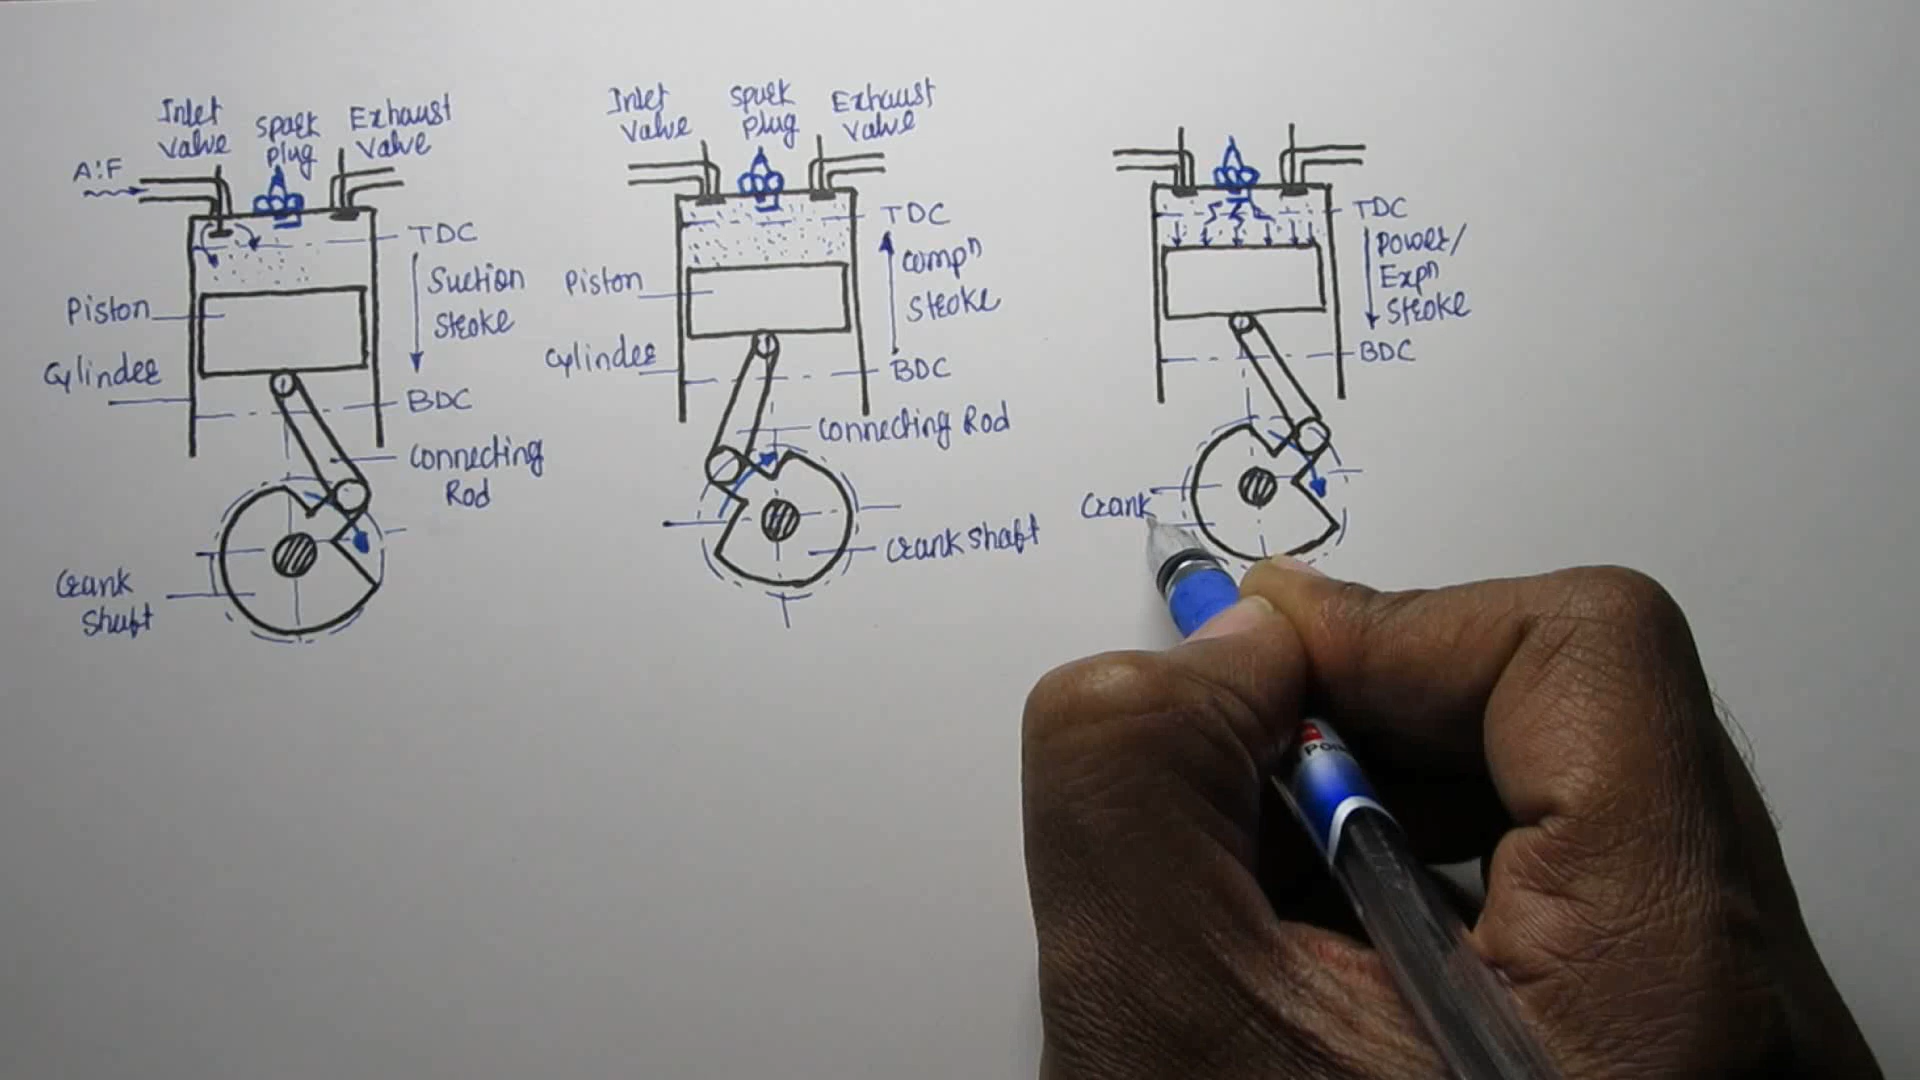 Inlet
Valve
Spark
Plug
Exhaust
Valve
A:F
TDC
Suction
Stroke
BDC
Piston
Cylinder
Connecting
Rod
Crank
Shaft
Inlet
Valve
Spark
Plug
Exhaust
Valve
TDC
Compn
Stroke
BDC
Piston
Cylinder
Connecting Rod
Crank Shaft
TDC
Power/
Expn
Stroke
BDC
Crank